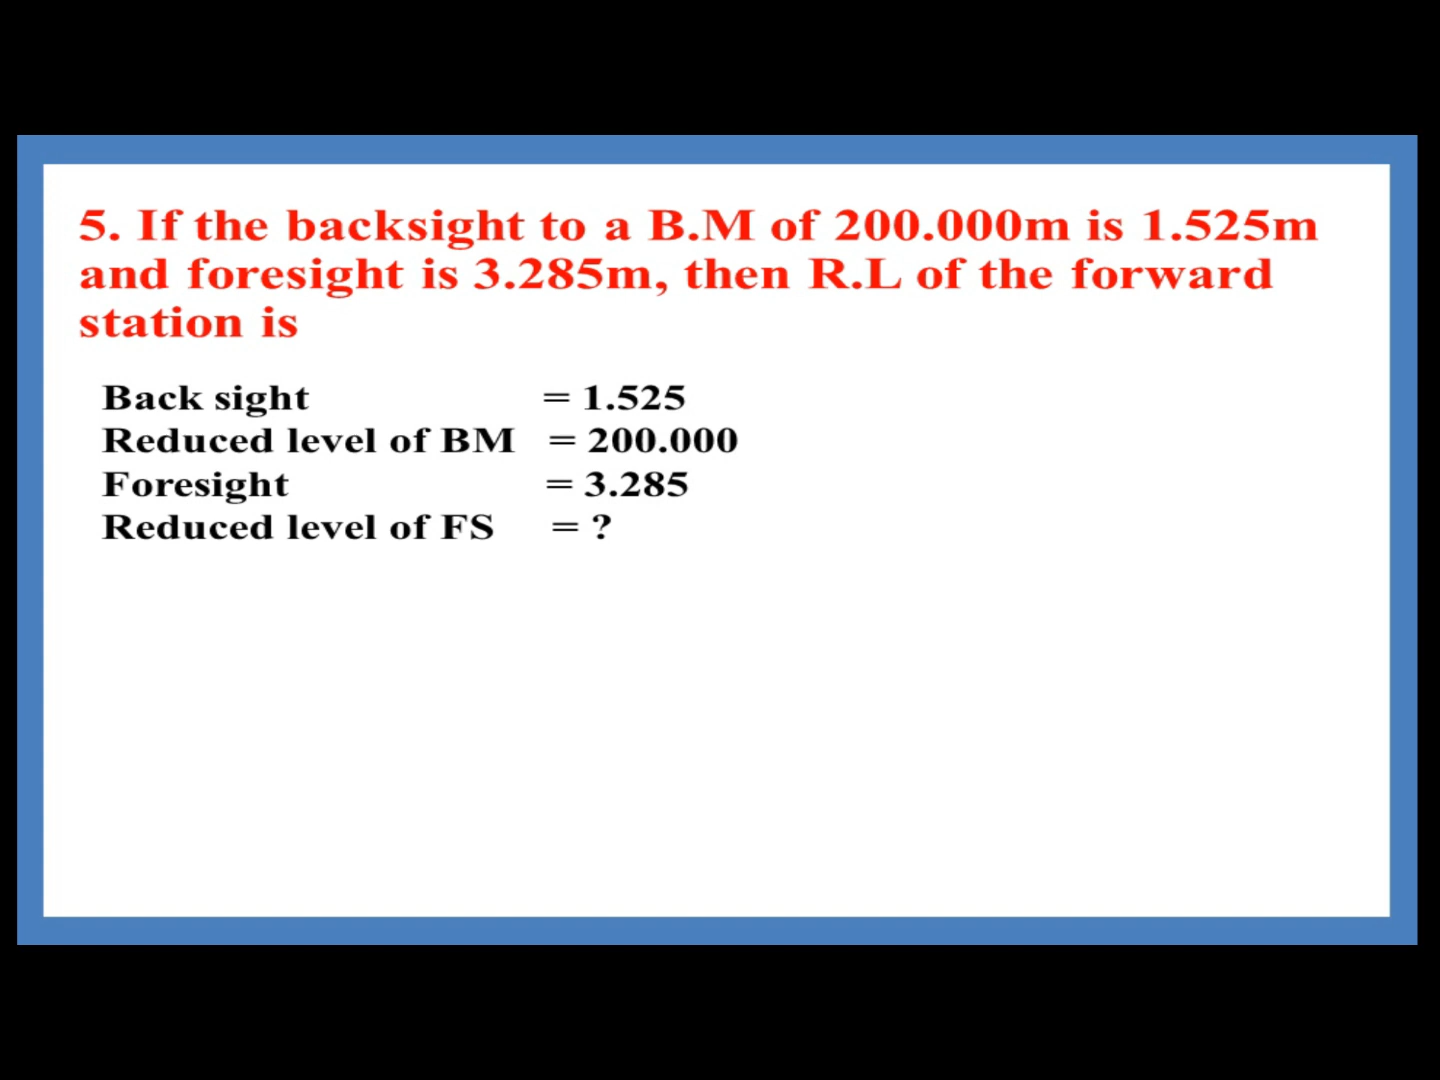 5. If the backsight to a B.M of 200.000m is 1.525m
and foresight is 3.285m, then R.L of the forward
station is
Back sight = 1.525
Reduced level of BM = 200.000
Foresight = 3.285
Reduced level of FS = ?